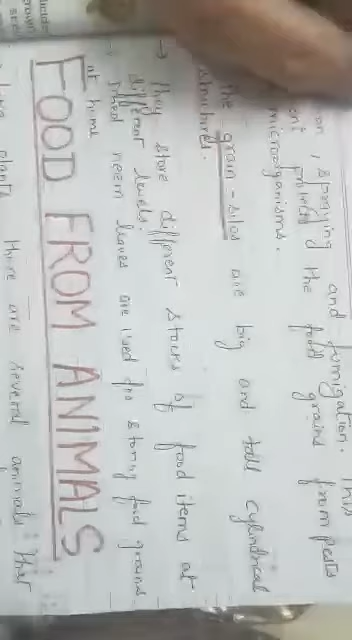 and fumigation. This
on, spraying the food grains from pests
microorganisms.
the grain-silos are big and tall cylindrical
structures.
→ They store different stocks of food items at
different levels.
→ Dried neem leaves are used for storing food grains
at home
FOOD FROM ANIMALS
plants there are several animals that